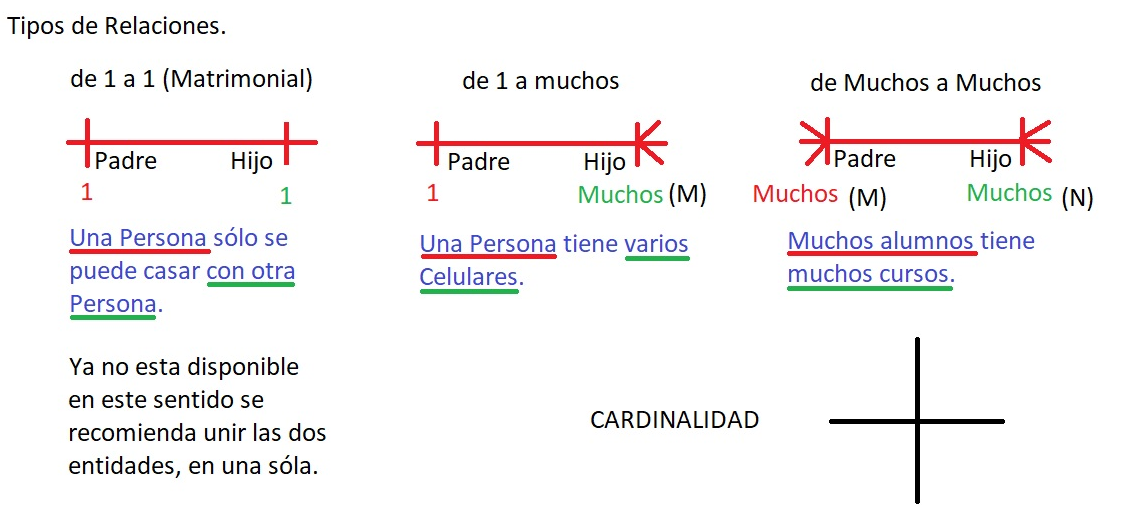 Tipos de Relaciones.
de 1 a 1 (Matrimonial)
Padre Hijo
1 1
Una Persona sólo se
puede casar con otra
Persona.
Ya no esta disponible
en este sentido se
recomienda unir las dos
entidades, en una sóla.
de 1 a muchos
Padre Hijo
1 Muchos (M)
Una Persona tiene varios
Celulares.
de Muchos a Muchos
Padre Hijo
Muchos (M) Muchos (N)
Muchos alumnos tiene
muchos cursos.
CARDINALIDAD